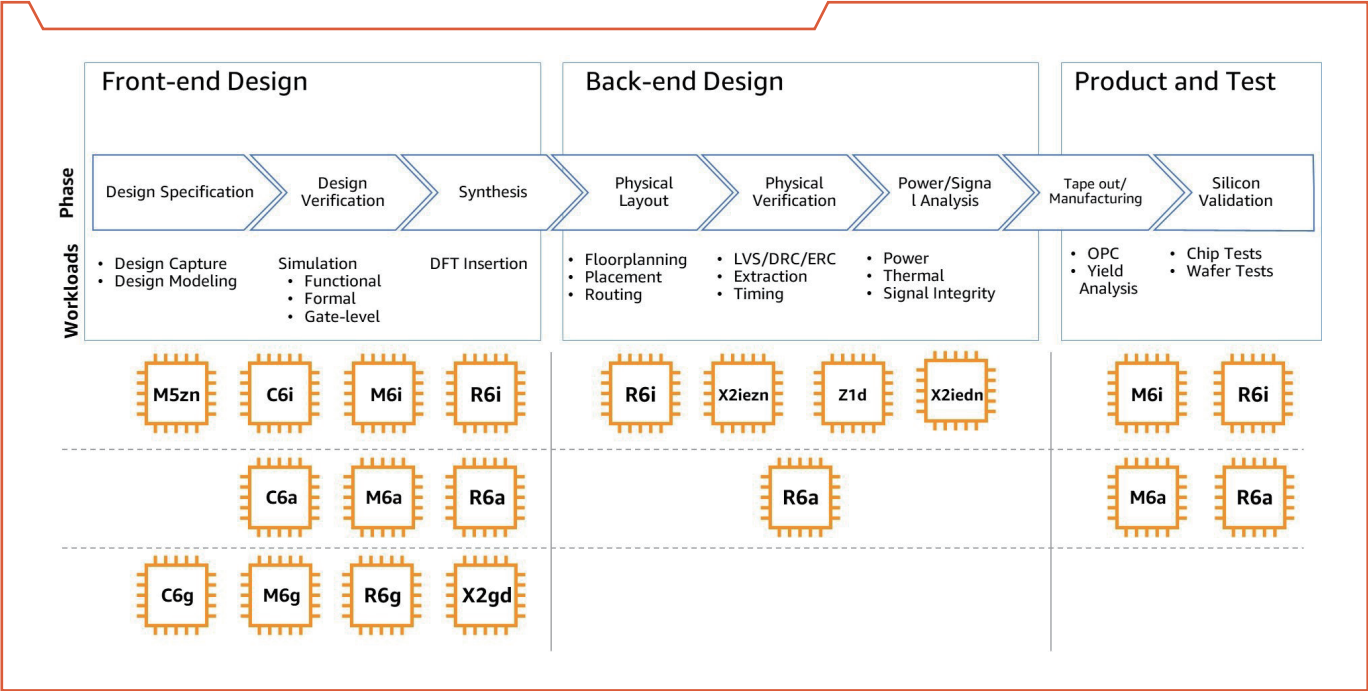 Front-end Design
Back-end Design
Product and Test
Phase
Design Specification
Design
Verification
Synthesis
Physical
Layout
Physical
Verification
Power/Signa
l Analysis
Tape out/
Manufacturing
Silicon
Validation
Workloads
• Design Capture
• Design Modeling
Simulation
• Functional
• Formal
• Gate-level
DFT Insertion
• Floorplanning
• Placement
• Routing
• LVS/DRC/ERC
• Extraction
• Timing
• Power
• Thermal
• Signal Integrity
• OPC
• Yield
Analysis
• Chip Tests
• Wafer Tests
M5zn
C6i
M6i
R6i
R6i
X2iezn
Z1d
X2iedn
M6i
R6i
C6a
M6a
R6a
R6a
M6a
R6a
C6g
M6g
R6g
X2gd